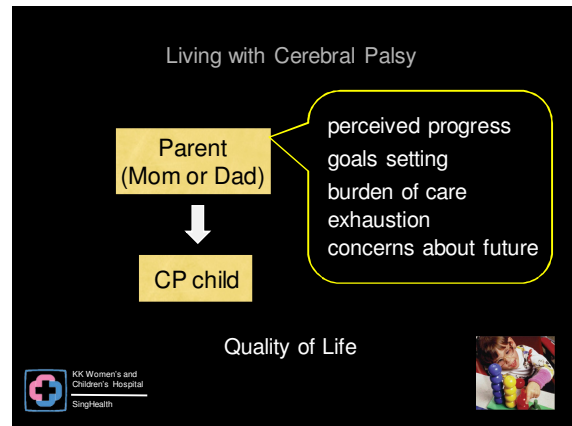 Living with Cerebral Palsy
Parent
(Mom or Dad)
perceived progress
goals setting
burden of care
exhaustion
concerns about future
CP child
Quality of Life
KK Women's and
Children's Hospital
SingHealth